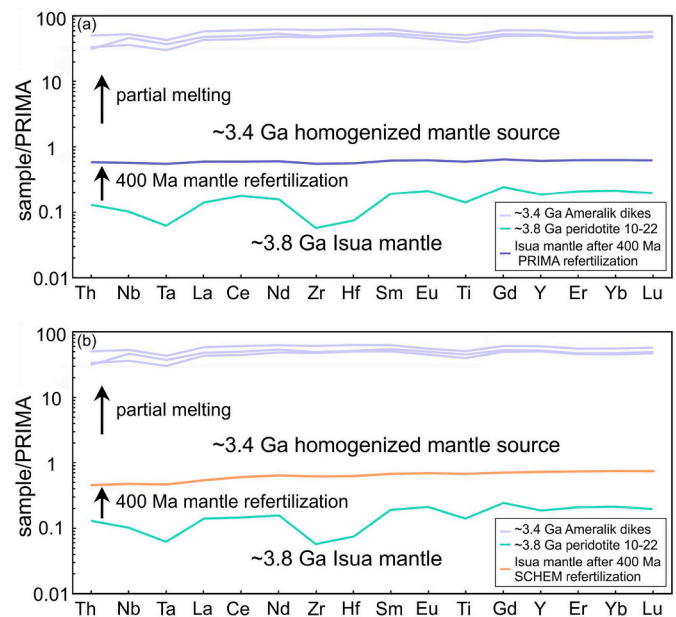 (a)
100
10
1
0.1
0.01
sample/PRIMA
partial melting
~3.4 Ga homogenized mantle source
400 Ma mantle refertilization
~3.8 Ga Isua mantle
~3.4 Ga Ameralik dikes
~3.8 Ga peridotite 10-22
Isua mantle after 400 Ma
PRIMA refertilization
Th Nb Ta La Ce Nd Zr Hf Sm Eu Ti Gd Y Er Yb Lu
(b)
100
10
1
0.1
0.01
sample/PRIMA
partial melting
~3.4 Ga homogenized mantle source
400 Ma mantle refertilization
~3.8 Ga Isua mantle
~3.4 Ga Ameralik dikes
~3.8 Ga peridotite 10-22
Isua mantle after 400 Ma
SCHEM refertilization
Th Nb Ta La Ce Nd Zr Hf Sm Eu Ti Gd Y Er Yb Lu